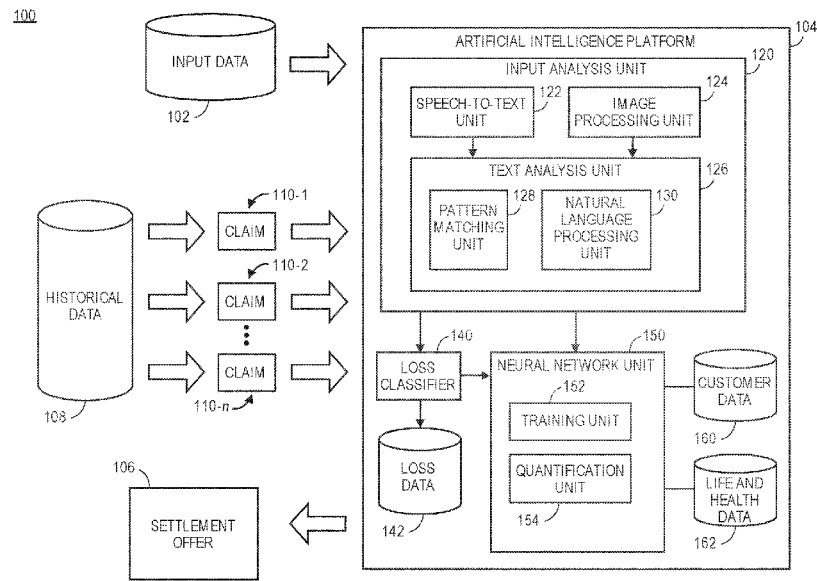 100
INPUT DATA
102
ARTIFICIAL INTELLIGENCE PLATFORM
104
INPUT ANALYSIS UNIT
120
SPEECH-TO-TEXT
UNIT
122
IMAGE
PROCESSING UNIT
124
TEXT ANALYSIS UNIT
126
PATTERN
MATCHING
UNIT
128
NATURAL
LANGUAGE
PROCESSING
UNIT
130
HISTORICAL
DATA
108
110-1
CLAIM
110-2
CLAIM
CLAIM
110-n
140
LOSS
CLASSIFIER
LOSS
DATA
142
150
NEURAL NETWORK UNIT
152
TRAINING UNIT
QUANTIFICATION
UNIT
154
CUSTOMER
DATA
160
LIFE AND
HEALTH
DATA
162
106
SETTLEMENT
OFFER